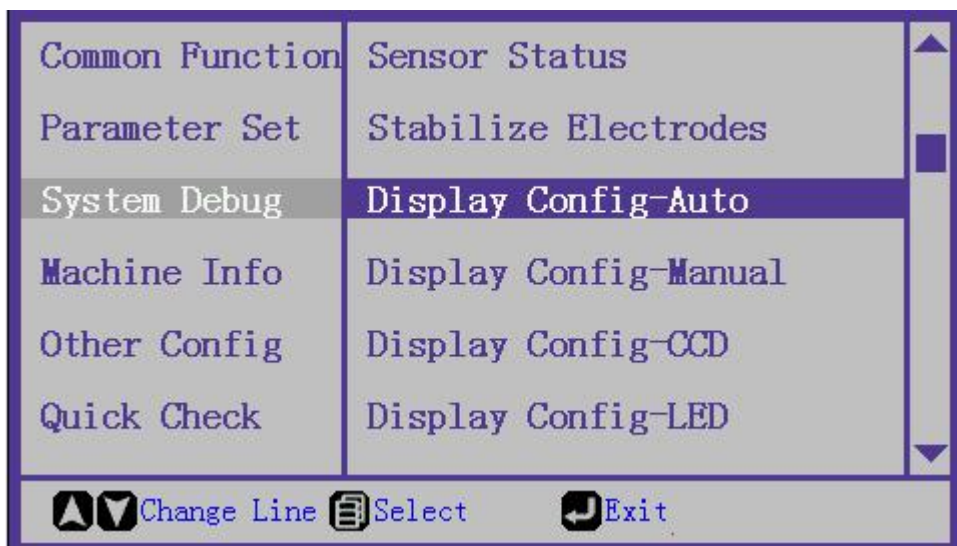 Common Function
Parameter Set
System Debug
Machine Info
Other Config
Quick Check
Sensor Status
Stabilize Electrodes
Display Config-Auto
Display Config-Manual
Display Config-CCD
Display Config-LED
Change Line Select Exit